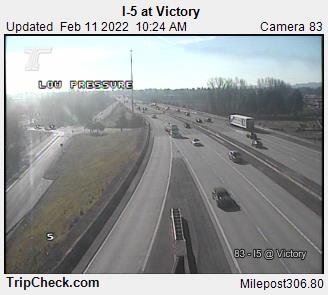 I-5 at Victory
Updated Feb 11 2022 10:24 AM Camera 83
LOW PRESSURE
S
83 - I5 @ Victory
TripCheck.com Milepost306.80